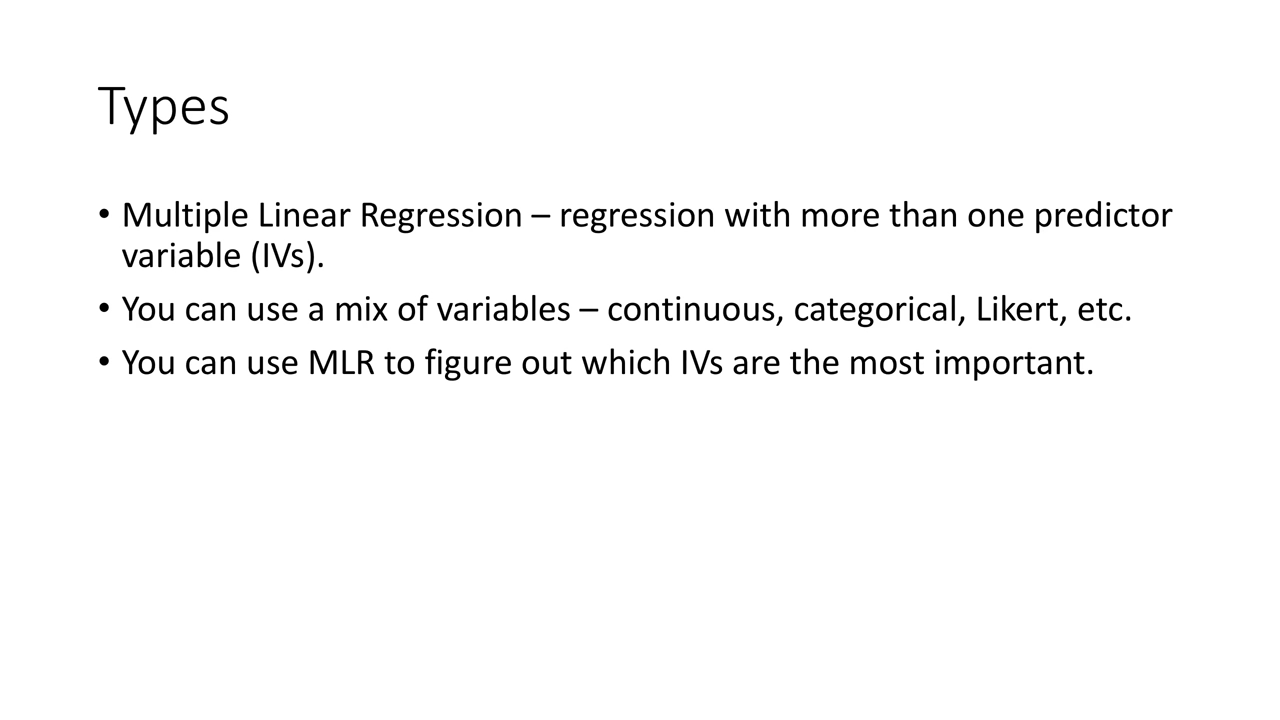 Types
• Multiple Linear Regression – regression with more than one predictor
variable (IVs).
• You can use a mix of variables – continuous, categorical, Likert, etc.
• You can use MLR to figure out which IVs are the most important.